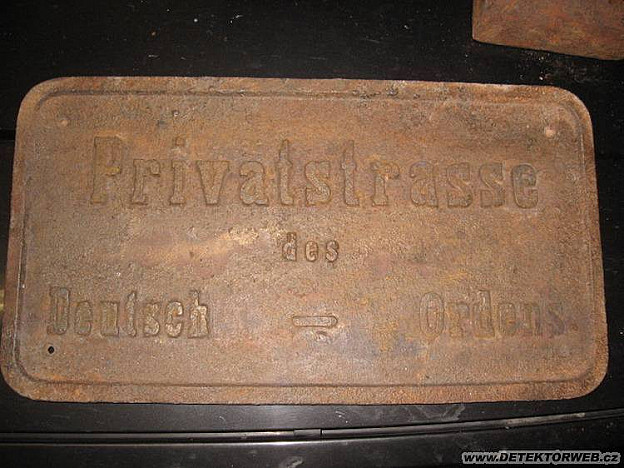 Privatstrasse
des
Deutsch - Ordens
www.DETEKTORWEB.cz